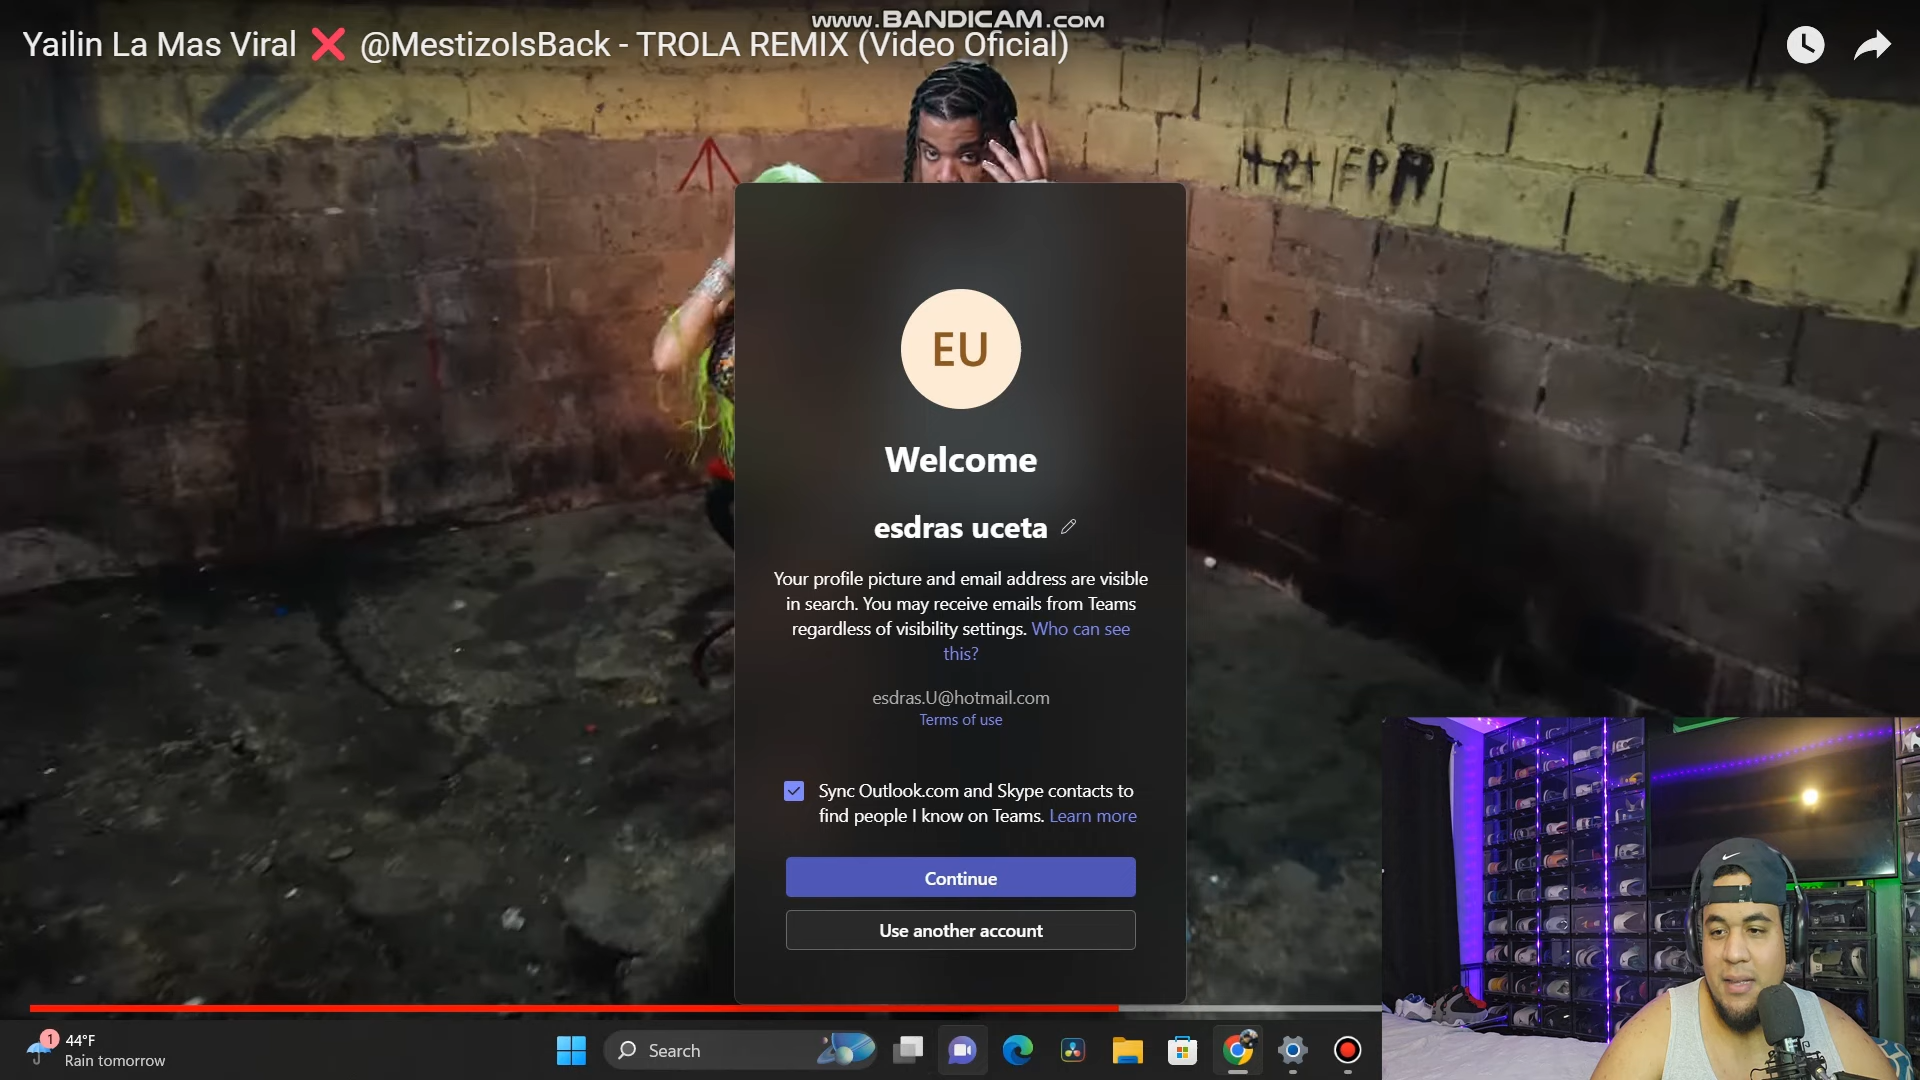 www.BANDICAM.com
Yailin La Mas Viral ❌ @MestizoIsBack - TROLA REMIX (Video Oficial)
EU
Welcome
esdras uceta
Your profile picture and email address are visible
in search. You may receive emails from Teams
regardless of visibility settings. Who can see
this?
esdras.U@hotmail.com
Terms of use
Sync Outlook.com and Skype contacts to
find people I know on Teams. Learn more
Continue
Use another account
1
44°F
Rain tomorrow
Search